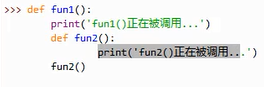 >>> def fun1():
        print('fun1()正在被调用...')
        def fun2():
                print('fun2()正在被调用...')
        fun2()